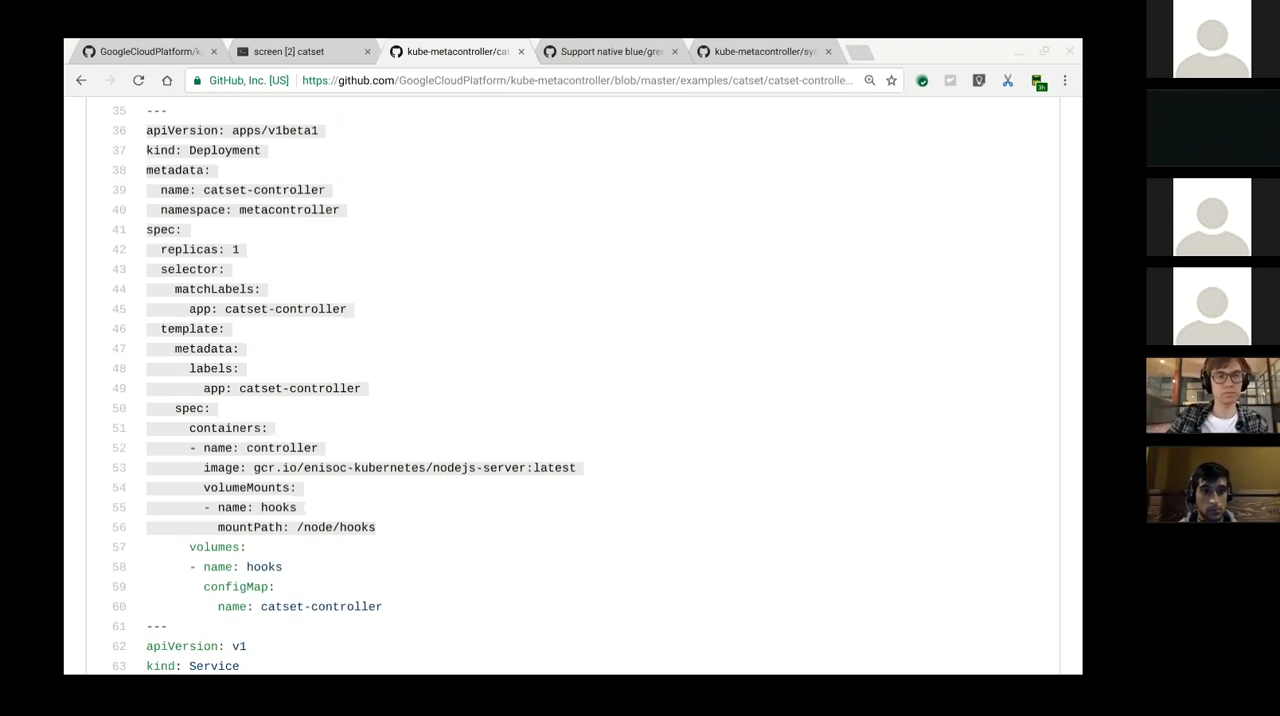 GoogleCloudPlatform/k
screen [2] catset
kube-metacontroller/cat
Support native blue/gree
kube-metacontroller/syn
GitHub, Inc. [US]
https://github.com/GoogleCloudPlatform/kube-metacontroller/blob/master/examples/catset/catset-controlle...
3h
35 ---
36 apiVersion: apps/v1beta1
37 kind: Deployment
38 metadata:
39 name: catset-controller
40 namespace: metacontroller
41 spec:
42 replicas: 1
43 selector:
44 matchLabels:
45 app: catset-controller
46 template:
47 metadata:
48 labels:
49 app: catset-controller
50 spec:
51 containers:
52 - name: controller
53 image: gcr.io/enisoc-kubernetes/nodejs-server:latest
54 volumeMounts:
55 - name: hooks
56 mountPath: /node/hooks
57 volumes:
58 - name: hooks
59 configMap:
60 name: catset-controller
61 ---
62 apiVersion: v1
63 kind: Service